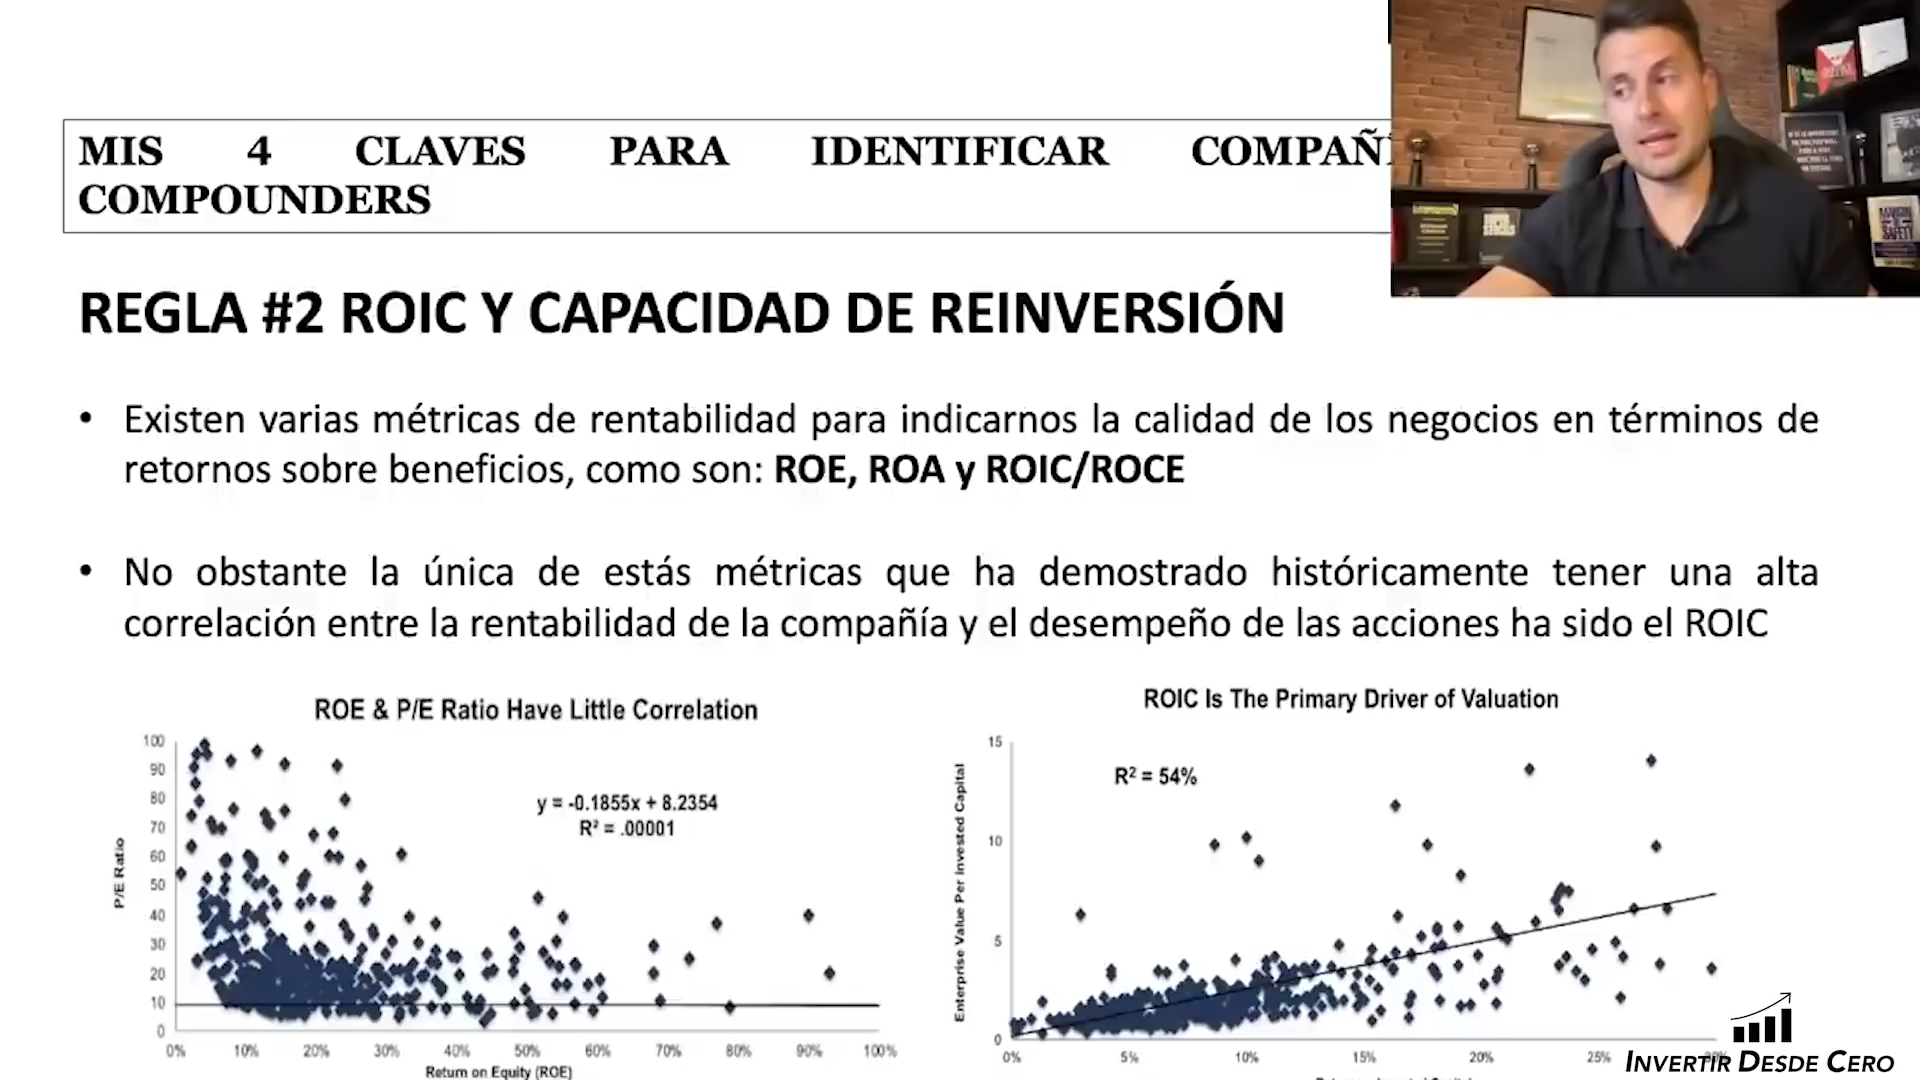 MIS 4 CLAVES PARA IDENTIFICAR COMPAÑ
COMPOUNDERS
REGLA #2 ROIC Y CAPACIDAD DE REINVERSIÓN
• Existen varias métricas de rentabilidad para indicarnos la calidad de los negocios en términos de
retornos sobre beneficios, como son: ROE, ROA y ROIC/ROCE
• No obstante la única de estás métricas que ha demostrado históricamente tener una alta
correlación entre la rentabilidad de la compañía y el desempeño de las acciones ha sido el ROIC
ROE & P/E Ratio Have Little Correlation
y = -0.1855x + 8.2354
R² = .00001
P/E Ratio
100
90
80
70
60
50
40
30
20
10
0
0% 10% 20% 30% 40% 50% 60% 70% 80% 90% 100%
Return on Equity (ROE)
ROIC Is The Primary Driver of Valuation
R² = 54%
Enterprise Value Per Invested Capital
15
10
5
0
0% 5% 10% 15% 20% 25% 30%
INVERTIR DESDE CERO
MARGIN
OF
SAFETY